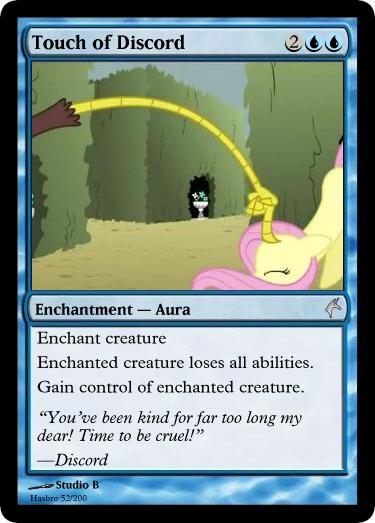 Touch of Discord 2
Enchantment — Aura
Enchant creature
Enchanted creature loses all abilities.
Gain control of enchanted creature.
“You’ve been kind for far too long my
dear! Time to be cruel!”
—Discord
Studio B
Hasbro 52/200